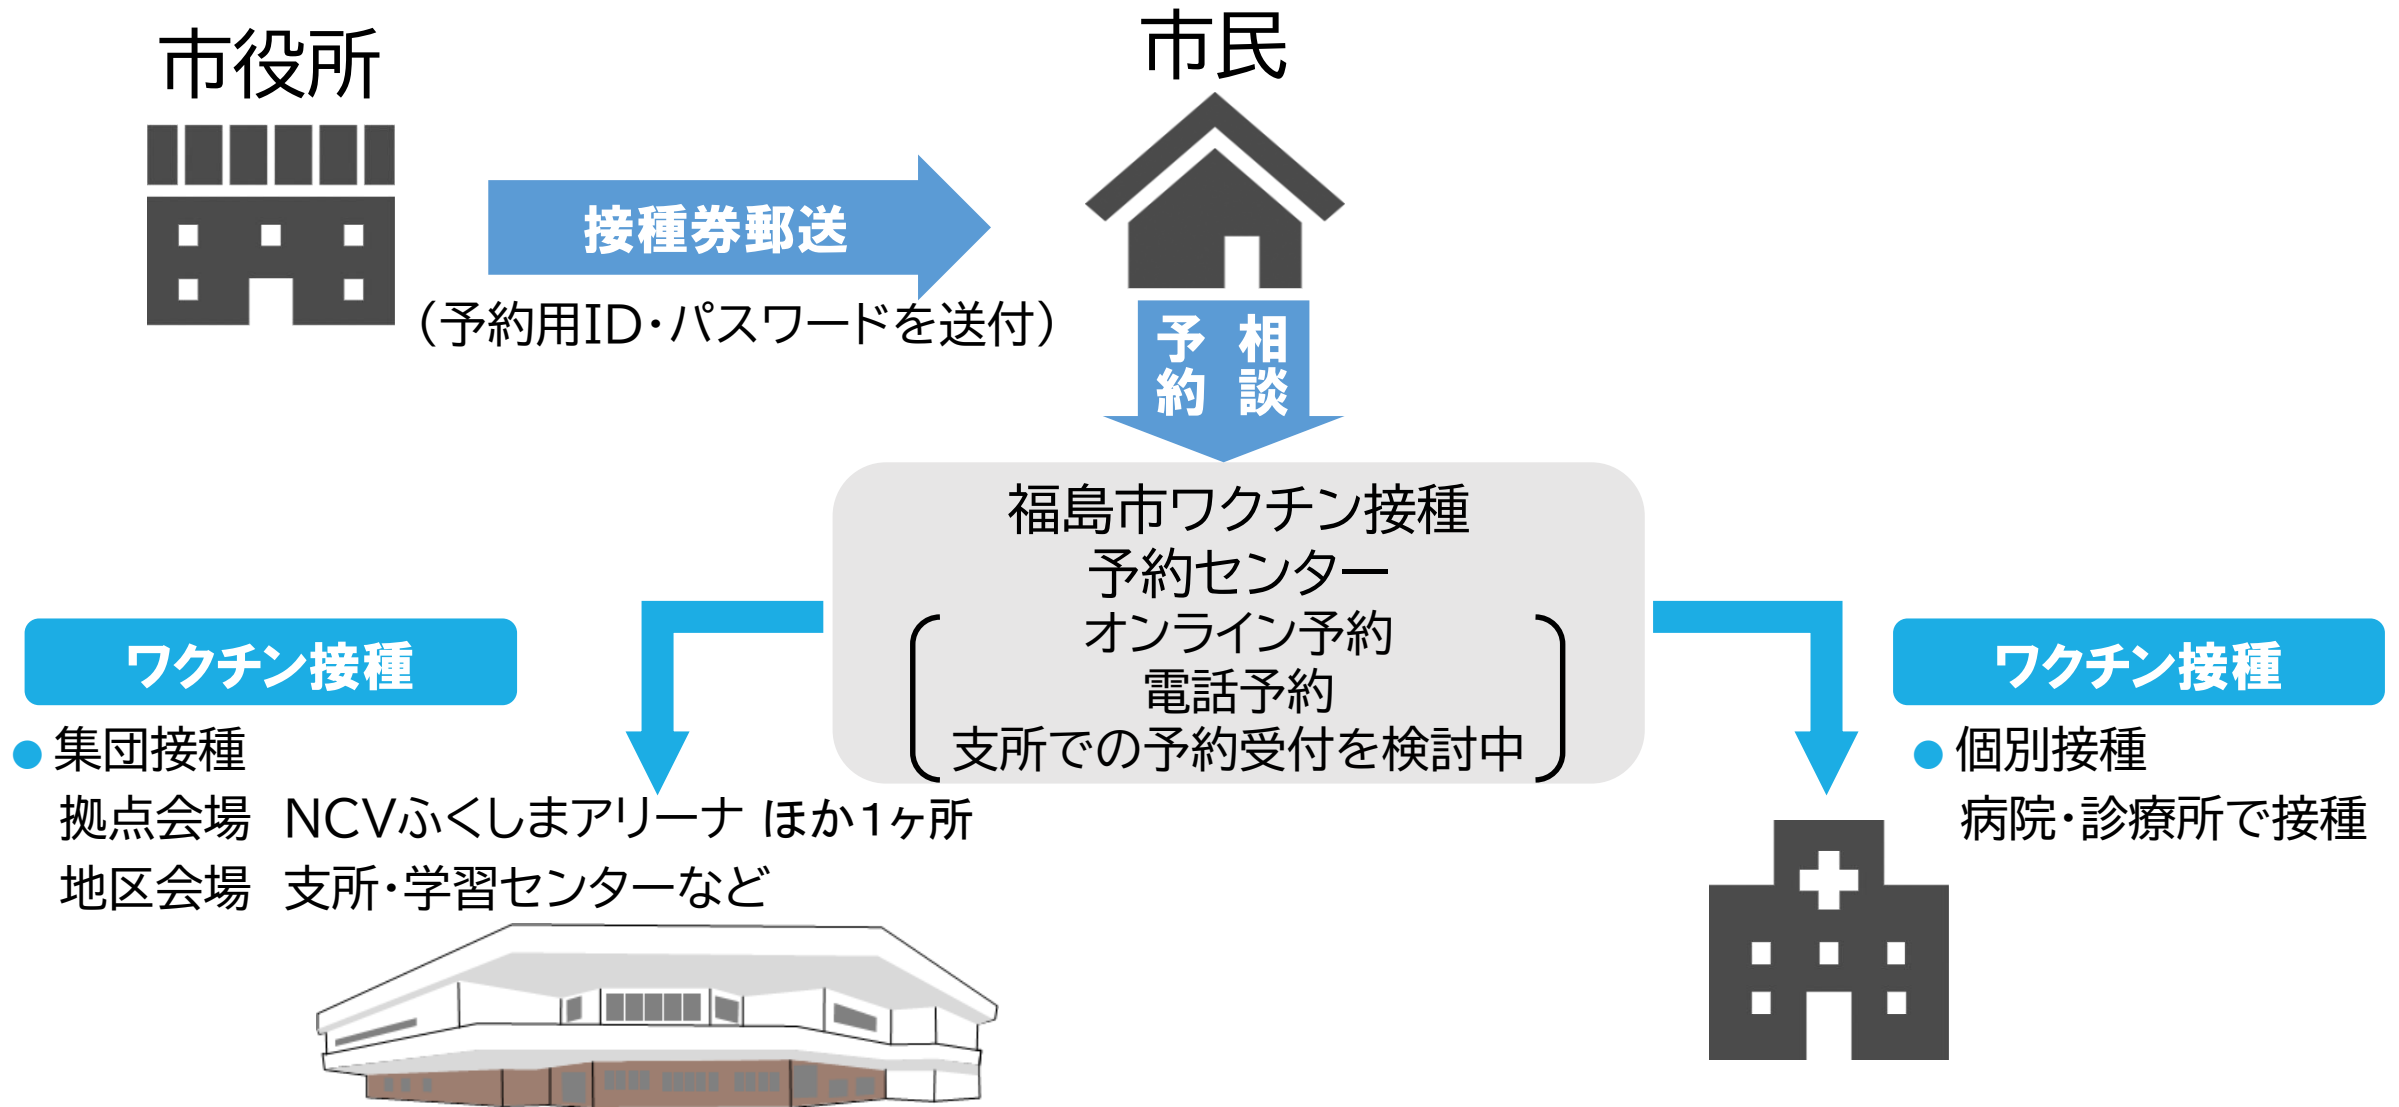 市役所
市民
接種券郵送
（予約用ID・パスワードを送付）
予約
相談
福島市ワクチン接種
予約センター
オンライン予約
電話予約
支所での予約受付を検討中
ワクチン接種
●集団接種
拠点会場　NCVふくしまアリーナ ほか１ヶ所
地区会場　支所・学習センターなど
ワクチン接種
●個別接種
病院・診療所で接種